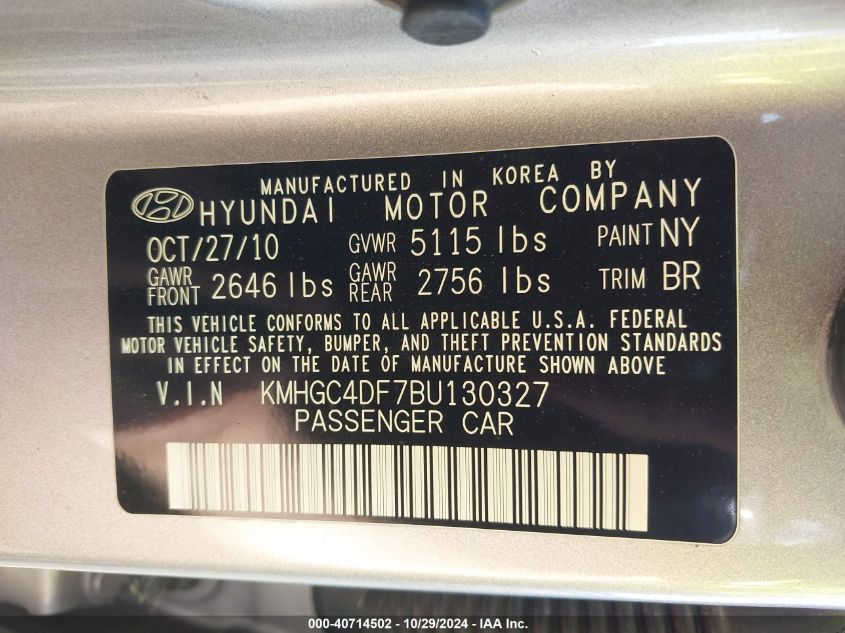 MANUFACTURED IN KOREA BY
HYUNDAI MOTOR COMPANY
OCT/27/10 GVWR 5115 lbs PAINT NY
GAWR FRONT 2646 lbs GAWR REAR 2756 lbs TRIM BR
THIS VEHICLE CONFORMS TO ALL APPLICABLE U.S.A. FEDERAL
MOTOR VEHICLE SAFETY, BUMPER, AND THEFT PREVENTION STANDARDS
IN EFFECT ON THE DATE OF MANUFACTURE SHOWN ABOVE
V.I.N KMHGC4DF7BU130327
PASSENGER CAR
000-40714502 - 10/29/2024 - IAA Inc.